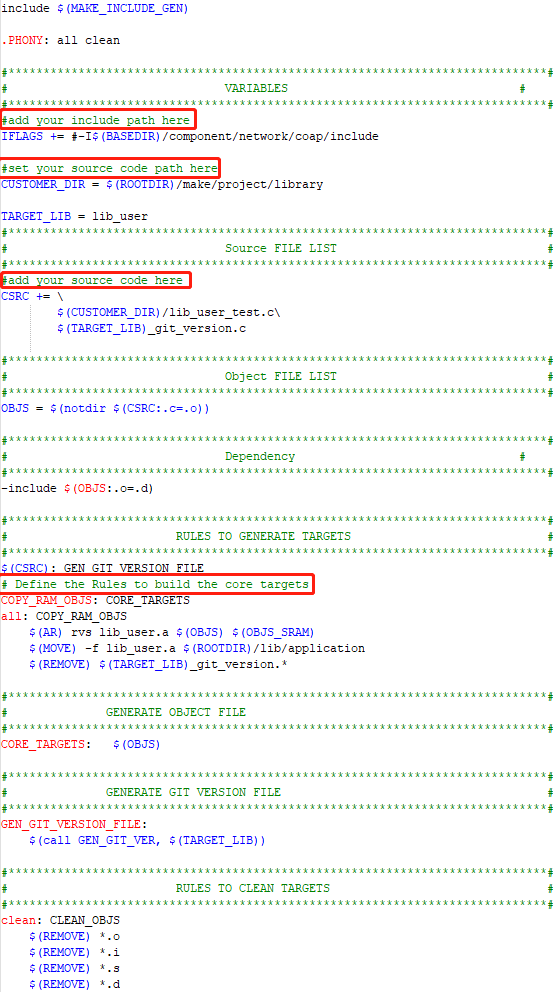 include $(MAKE_INCLUDE_GEN)
.PHONY: all clean
#*****************************************************************************#
#                               VARIABLES                                 #
#*****************************************************************************#
#add your include path here
IFLAGS += #-I$(BASEDIR)/component/network/coap/include
#set your source code path here
CUSTOMER_DIR = $(ROOTDIR)/make/project/library
TARGET_LIB = lib_user
#*****************************************************************************#
#                               Source FILE LIST                              #
#*****************************************************************************#
#add your source code here
CSRC += \
        $(CUSTOMER_DIR)/lib_user_test.c\
        $(TARGET_LIB)_git_version.c
#*****************************************************************************#
#                               Object FILE LIST                              #
#*****************************************************************************#
OBJS = $(notdir $(CSRC:.c=.o))
#*****************************************************************************#
#                               Dependency                                #
#*****************************************************************************#
-include $(OBJS:.o=.d)
#*****************************************************************************#
#                        RULES TO GENERATE TARGETS                            #
#*****************************************************************************#
$(CSRC): GEN_GIT_VERSION_FILE
# Define the Rules to build the core targets
COPY_RAM_OBJS: CORE_TARGETS
all: COPY_RAM_OBJS
    $(AR) rvs lib_user.a $(OBJS) $(OBJS_SRAM)
    $(MOVE) -f lib_user.a $(ROOTDIR)/lib/application
    $(REMOVE) $(TARGET_LIB)_git_version.*
#*****************************************************************************#
#              GENERATE OBJECT FILE                                           #
#*****************************************************************************#
CORE_TARGETS:   $(OBJS)
#*****************************************************************************#
#              GENERATE GIT VERSION FILE                                      #
#*****************************************************************************#
GEN_GIT_VERSION_FILE:
    $(call GEN_GIT_VER, $(TARGET_LIB))
#*****************************************************************************#
#                        RULES TO CLEAN TARGETS                               #
#*****************************************************************************#
clean: CLEAN_OBJS
    $(REMOVE) *.o
    $(REMOVE) *.i
    $(REMOVE) *.s
    $(REMOVE) *.d